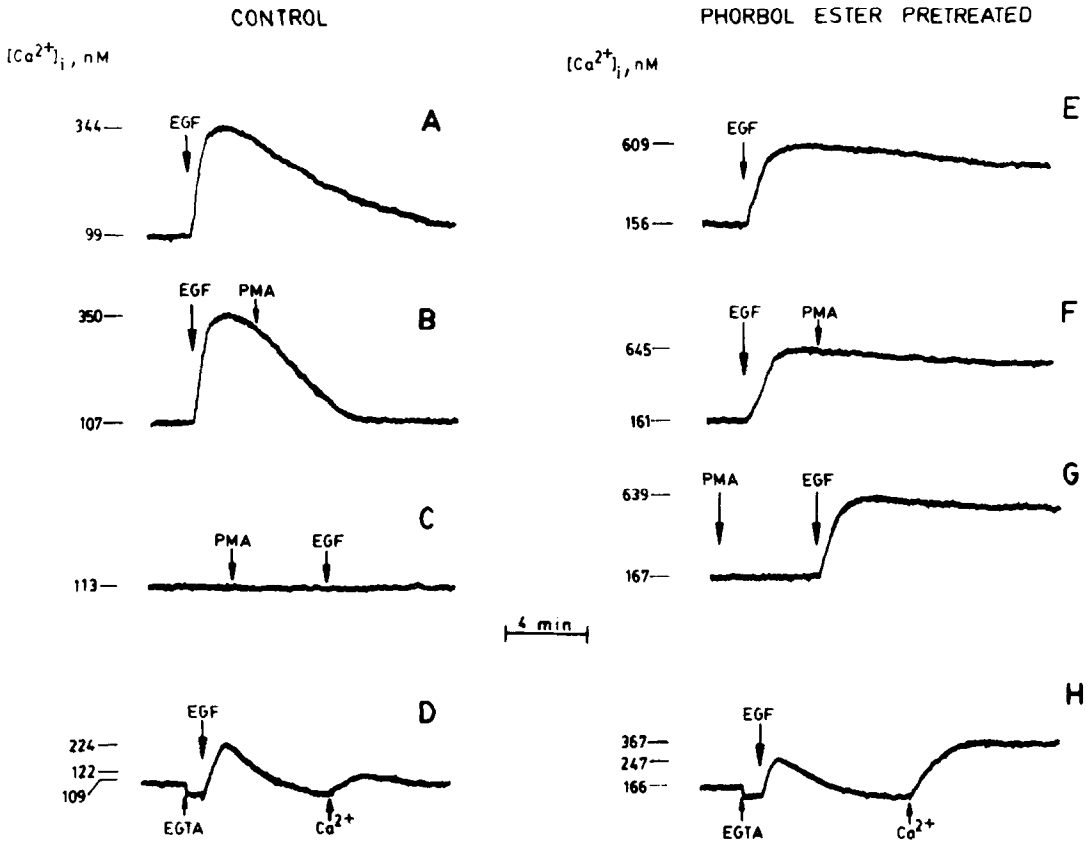 CONTROL
[Ca²⁺]i, nM
344
EGF
A
99
EGF PMA
350
B
107
C
PMA EGF
113
EGF
D
224
122
109
EGTA Ca²⁺
4 min
PHORBOL ESTER PRETREATED
[Ca²⁺]i, nM
E
EGF
609
156
EGF PMA
F
645
161
G
PMA EGF
639
167
H
EGF
367
247
166
EGTA Ca²⁺